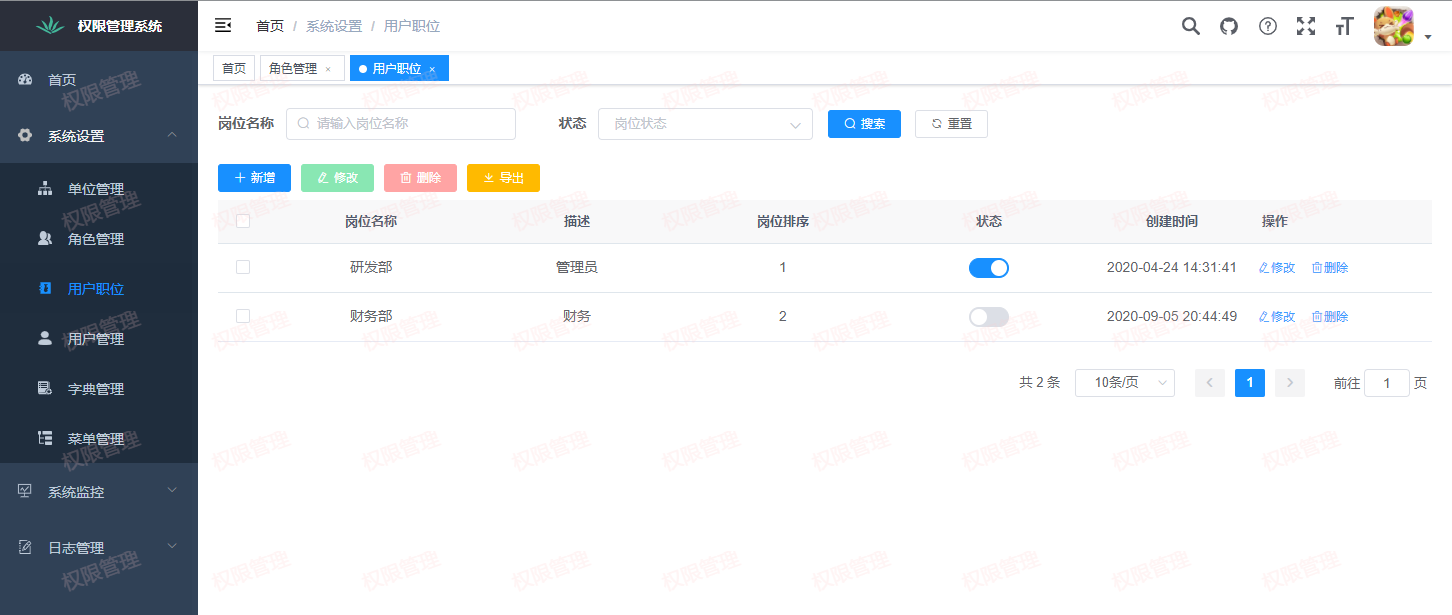 权限管理系统
首页
系统设置
单位管理
角色管理
用户职位
用户管理
字典管理
菜单管理
系统监控
日志管理
首页 / 系统设置 / 用户职位
首页 角色管理 × 用户职位 ×
岗位名称 请输入岗位名称 状态 岗位状态 搜索 重置
新增 修改 删除 导出
岗位名称 描述 岗位排序 状态 创建时间 操作
研发部 管理员 1 2020-04-24 14:31:41 修改 删除
财务部 财务 2 2020-09-05 20:44:49 修改 删除
共 2 条 10条/页 1 前往 1 页
权限管理